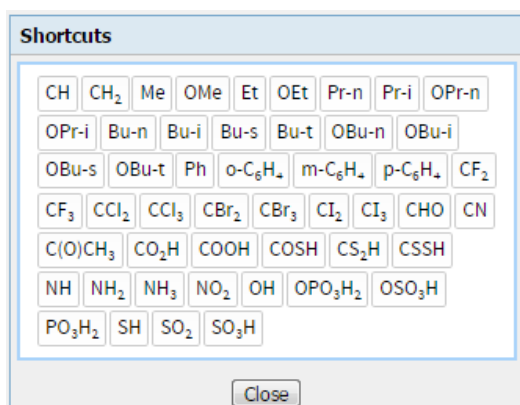 Shortcuts
CH CH₂ Me OMe Et OEt Pr-n Pr-i OPr-n
OPr-i Bu-n Bu-i Bu-s Bu-t OBu-n OBu-i
OBu-s OBu-t Ph o-C₆H₄ m-C₆H₄ p-C₆H₄ CF₂
CF₃ CCl₂ CCl₃ CBr₂ CBr₃ CI₂ CI₃ CHO CN
C(O)CH₃ CO₂H COOH COSH CS₂H CSSH
NH NH₂ NH₃ NO₂ OH OPO₃H₂ OSO₃H
PO₃H₂ SH SO₂ SO₃H
Close